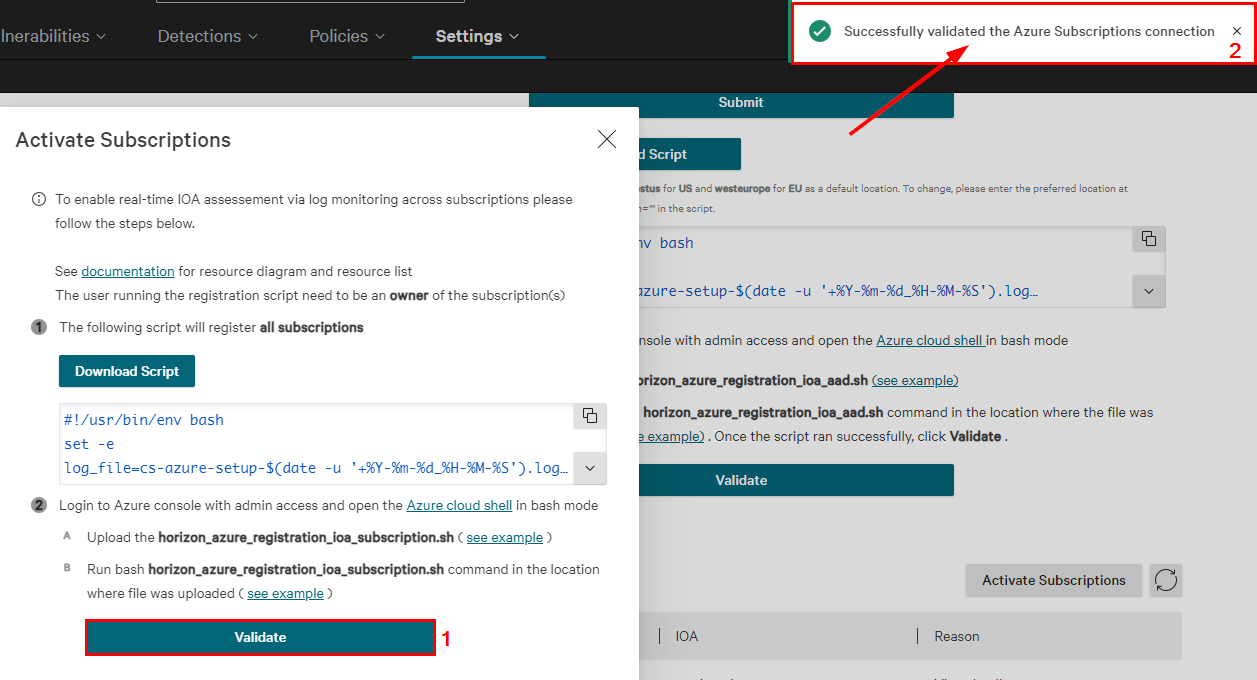 lnerabilities
Detections
Policies
Settings
Successfully validated the Azure Subscriptions connection
2
Submit
Activate Subscriptions
d Script
To enable real-time IOA assessement via log monitoring across subscriptions please
follow the steps below.
See documentation for resource diagram and resource list
The user running the registration script need to be an owner of the subscription(s)
1 The following script will register all subscriptions
Download Script
#!/usr/bin/env bash
set -e
log_file=cs-azure-setup-$(date -u '+%Y-%m-%d_%H-%M-%S').log…
2 Login to Azure console with admin access and open the Azure cloud shell in bash mode
A Upload the horizon_azure_registration_ioa_subscription.sh ( see example )
B Run bash horizon_azure_registration_ioa_subscription.sh command in the location
where file was uploaded ( see example )
Validate
1
stus for US and westeurope for EU as a default location. To change, please enter the preferred location at
="" in the script.
nv bash
azure-setup-$(date -u '+%Y-%m-%d_%H-%M-%S').log…
nsole with admin access and open the Azure cloud shell in bash mode
orizon_azure_registration_ioa_aad.sh (see example)
horizon_azure_registration_ioa_aad.sh command in the location where the file was
e example) . Once the script ran successfully, click Validate .
Validate
Activate Subscriptions
IOA
Reason